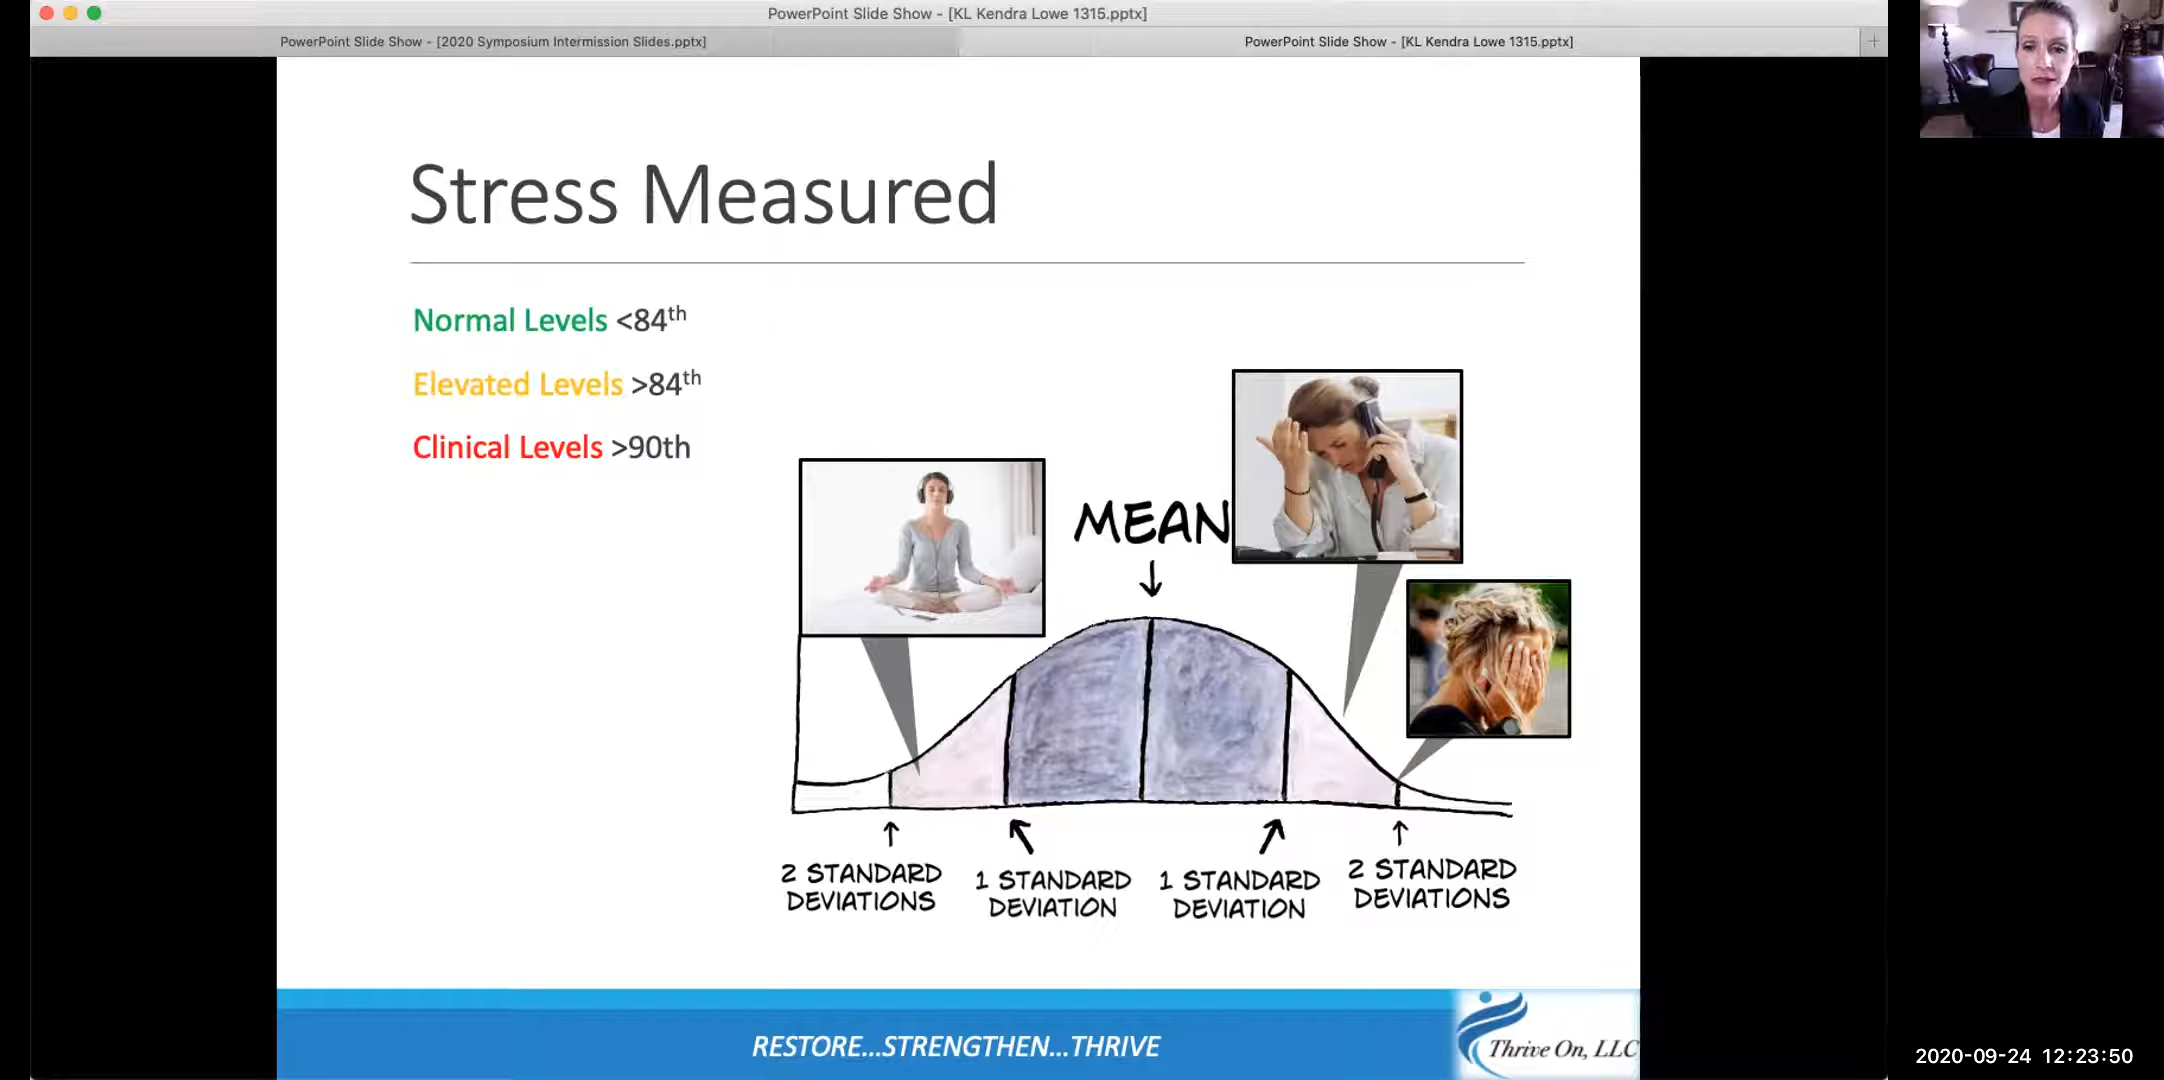 PowerPoint Slide Show - [KL Kendra Lowe 1315.pptx]
PowerPoint Slide Show - [2020 Symposium Intermission Slides.pptx]
PowerPoint Slide Show - [KL Kendra Lowe 1315.pptx]
Stress Measured
Normal Levels <84th
Elevated Levels >84th
Clinical Levels >90th
MEAN
2 STANDARD
DEVIATIONS
1 STANDARD
DEVIATION
1 STANDARD
DEVIATION
2 STANDARD
DEVIATIONS
RESTORE...STRENGTHEN...THRIVE
Thrive On, LLC
2020-09-24 12:23:50